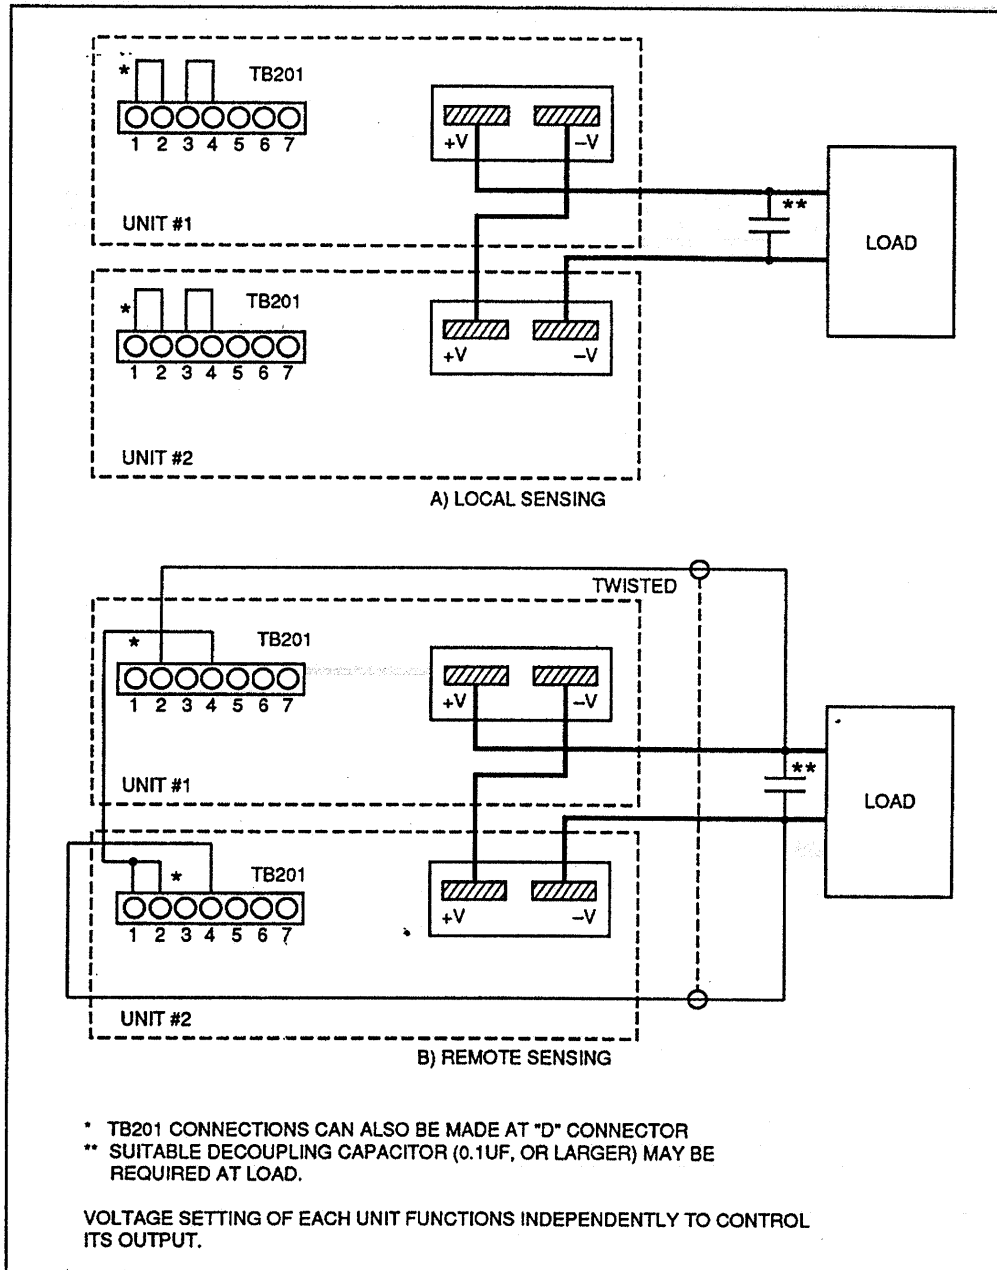 * TB201
1 2 3 4 5 6 7
+V -V
UNIT #1
**
LOAD
* TB201
1 2 3 4 5 6 7
+V -V
UNIT #2
A) LOCAL SENSING
TWISTED
* TB201
1 2 3 4 5 6 7
+V -V
UNIT #1
**
LOAD
* TB201
1 2 3 4 5 6 7
+V -V
UNIT #2
B) REMOTE SENSING
* TB201 CONNECTIONS CAN ALSO BE MADE AT "D" CONNECTOR
** SUITABLE DECOUPLING CAPACITOR (0.1UF, OR LARGER) MAY BE
REQUIRED AT LOAD.
VOLTAGE SETTING OF EACH UNIT FUNCTIONS INDEPENDENTLY TO CONTROL
ITS OUTPUT.